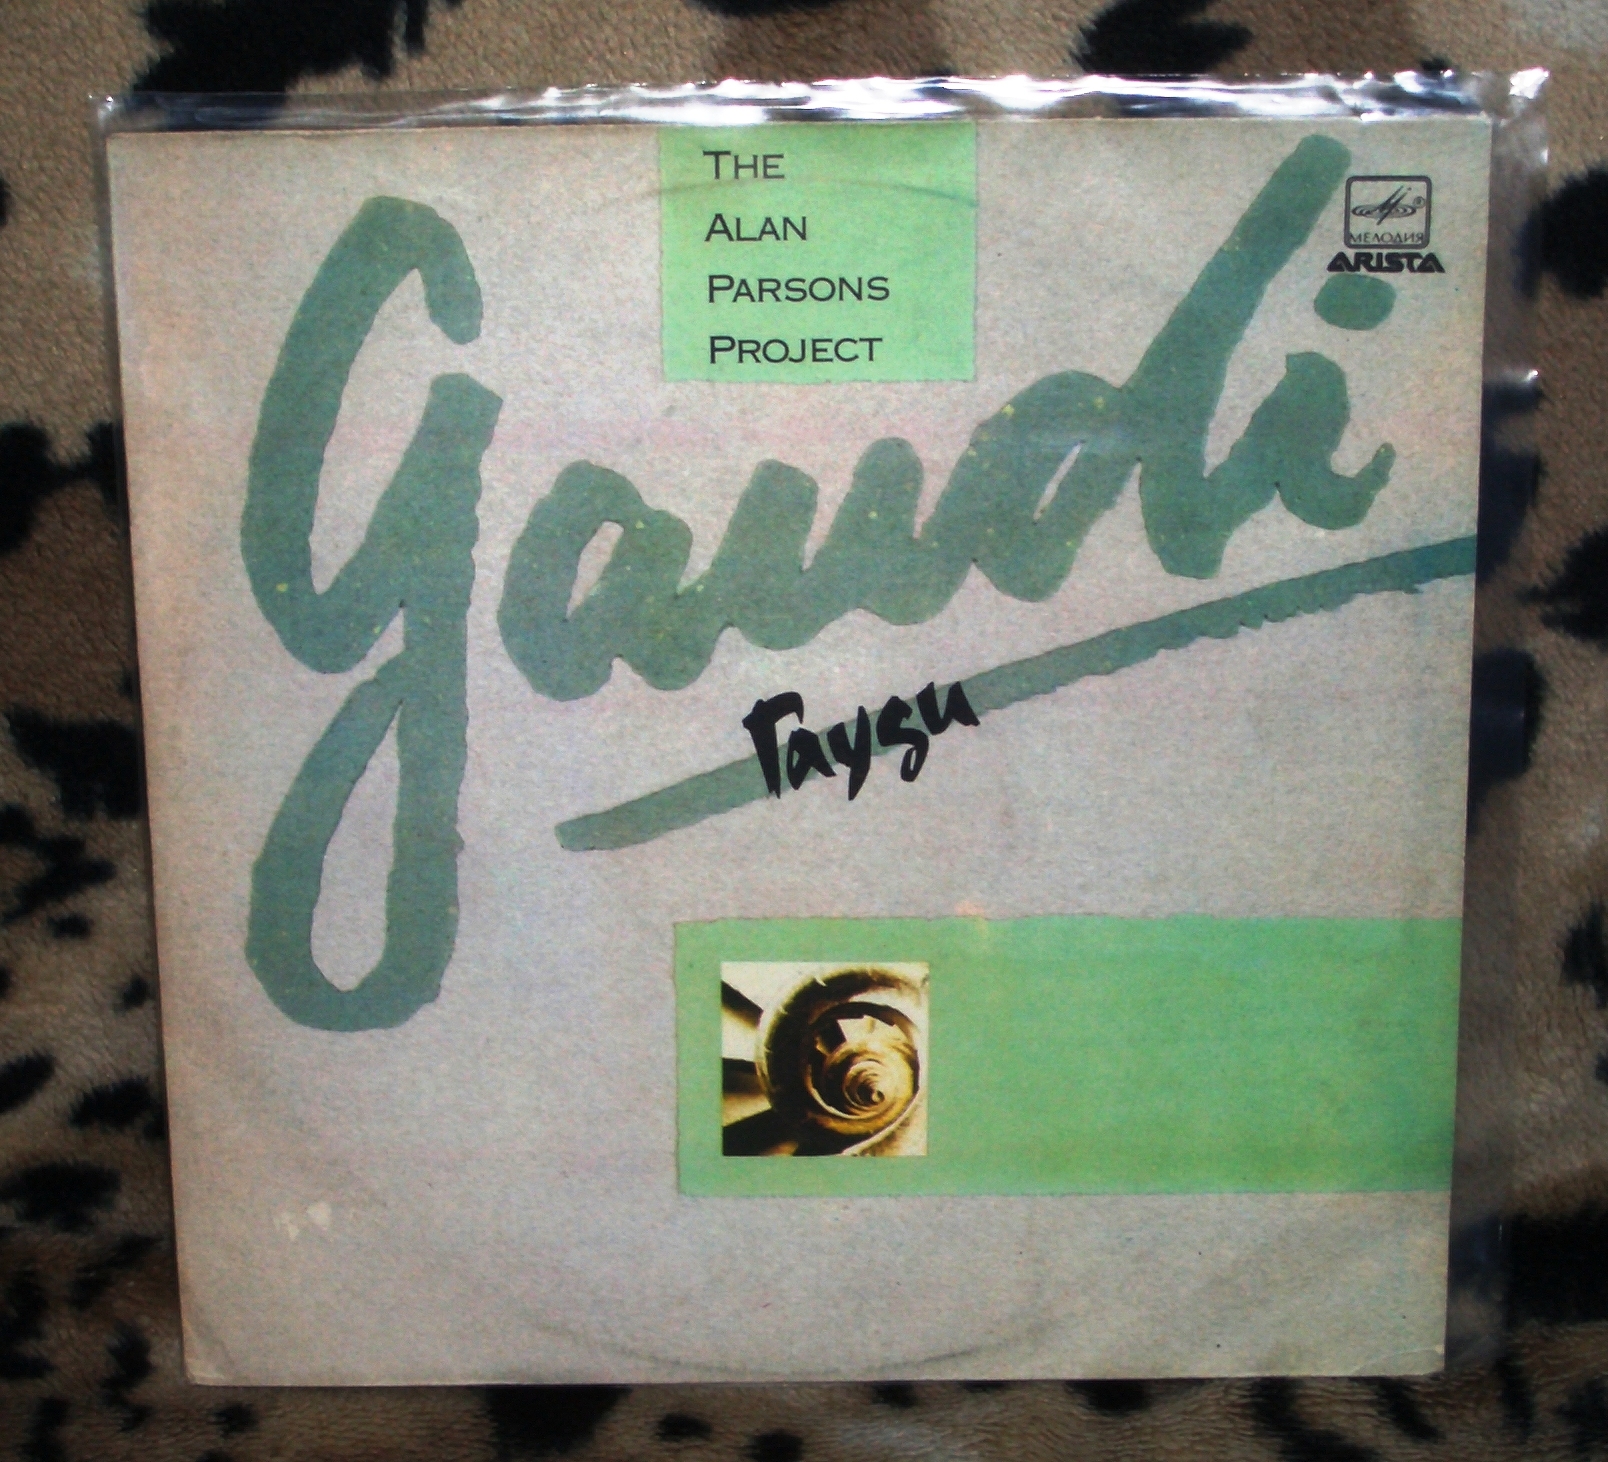 The
Alan
Parsons
Project
МЕЛОДИЯ
ARISTA
gaudi
Гауди